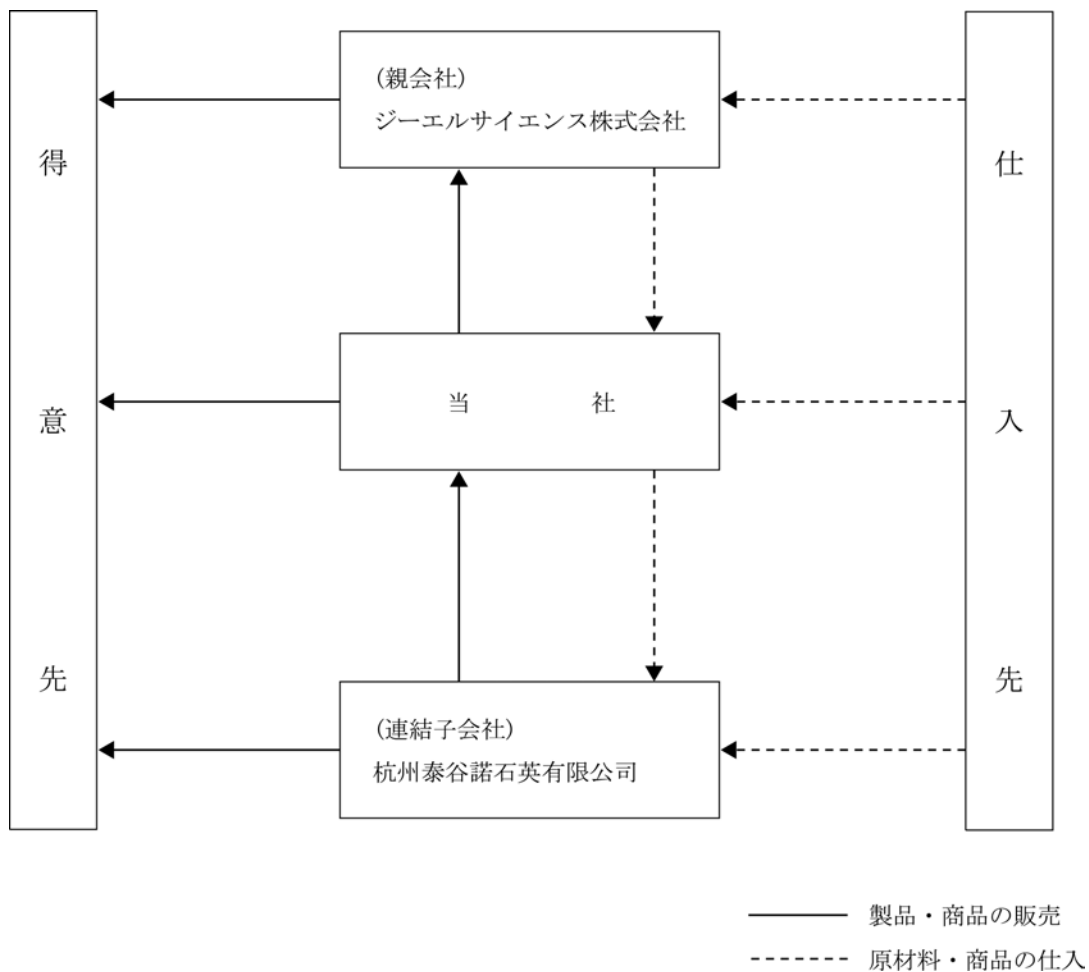 (親会社)
ジーエルサイエンス株式会社
得意先
当社
仕入先
(連結子会社)
杭州泰谷諾石英有限公司
製品・商品の販売
原材料・商品の仕入